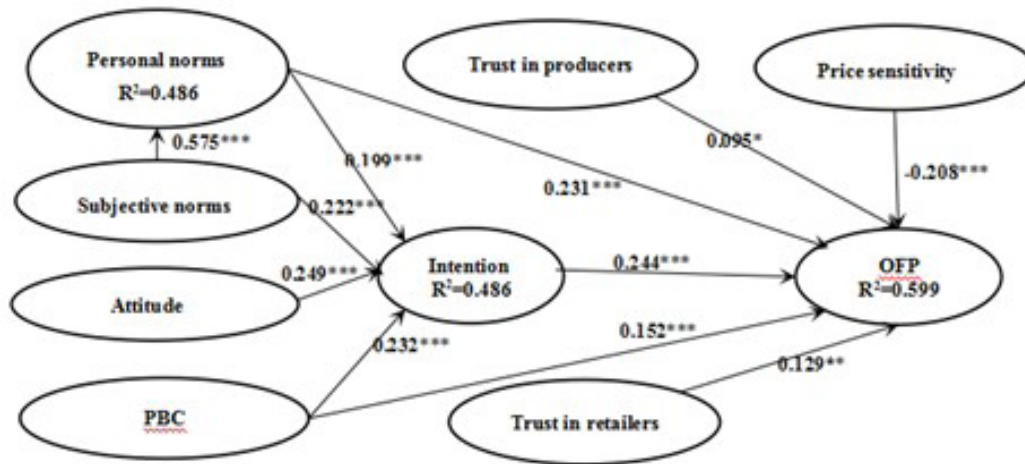 Personal norms
R²=0.486
Trust in producers
Price sensitivity
0.575***
0.199***
0.095*
-0.208***
0.231***
Subjective norms
0.222***
0.249***
Intention
R²=0.486
0.244***
OFP
R²=0.599
Attitude
0.232***
0.152***
0.129**
PBC
Trust in retailers